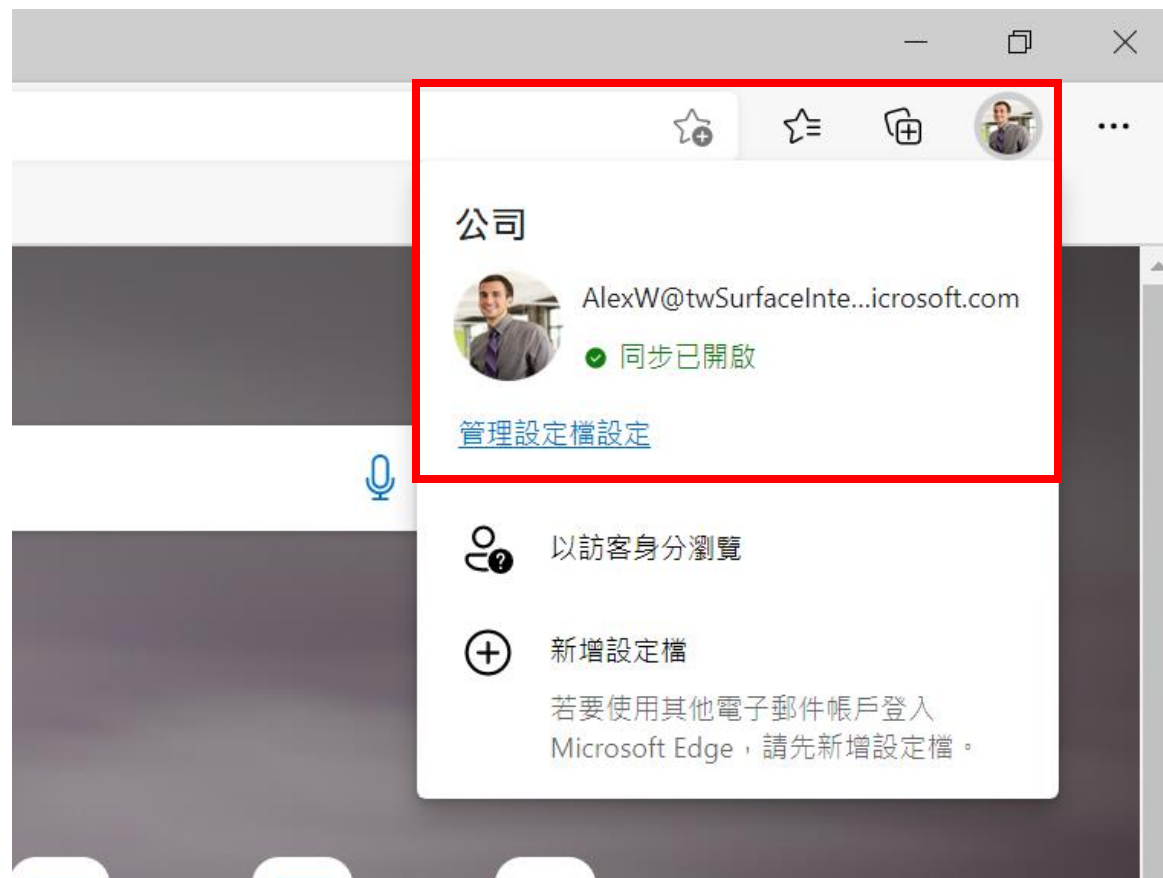 公司
AlexW@twSurfaceInte...icrosoft.com
同步已開啟
管理設定檔設定
以訪客身分瀏覽
新增設定檔
若要使用其他電子郵件帳戶登入
Microsoft Edge，請先新增設定檔。